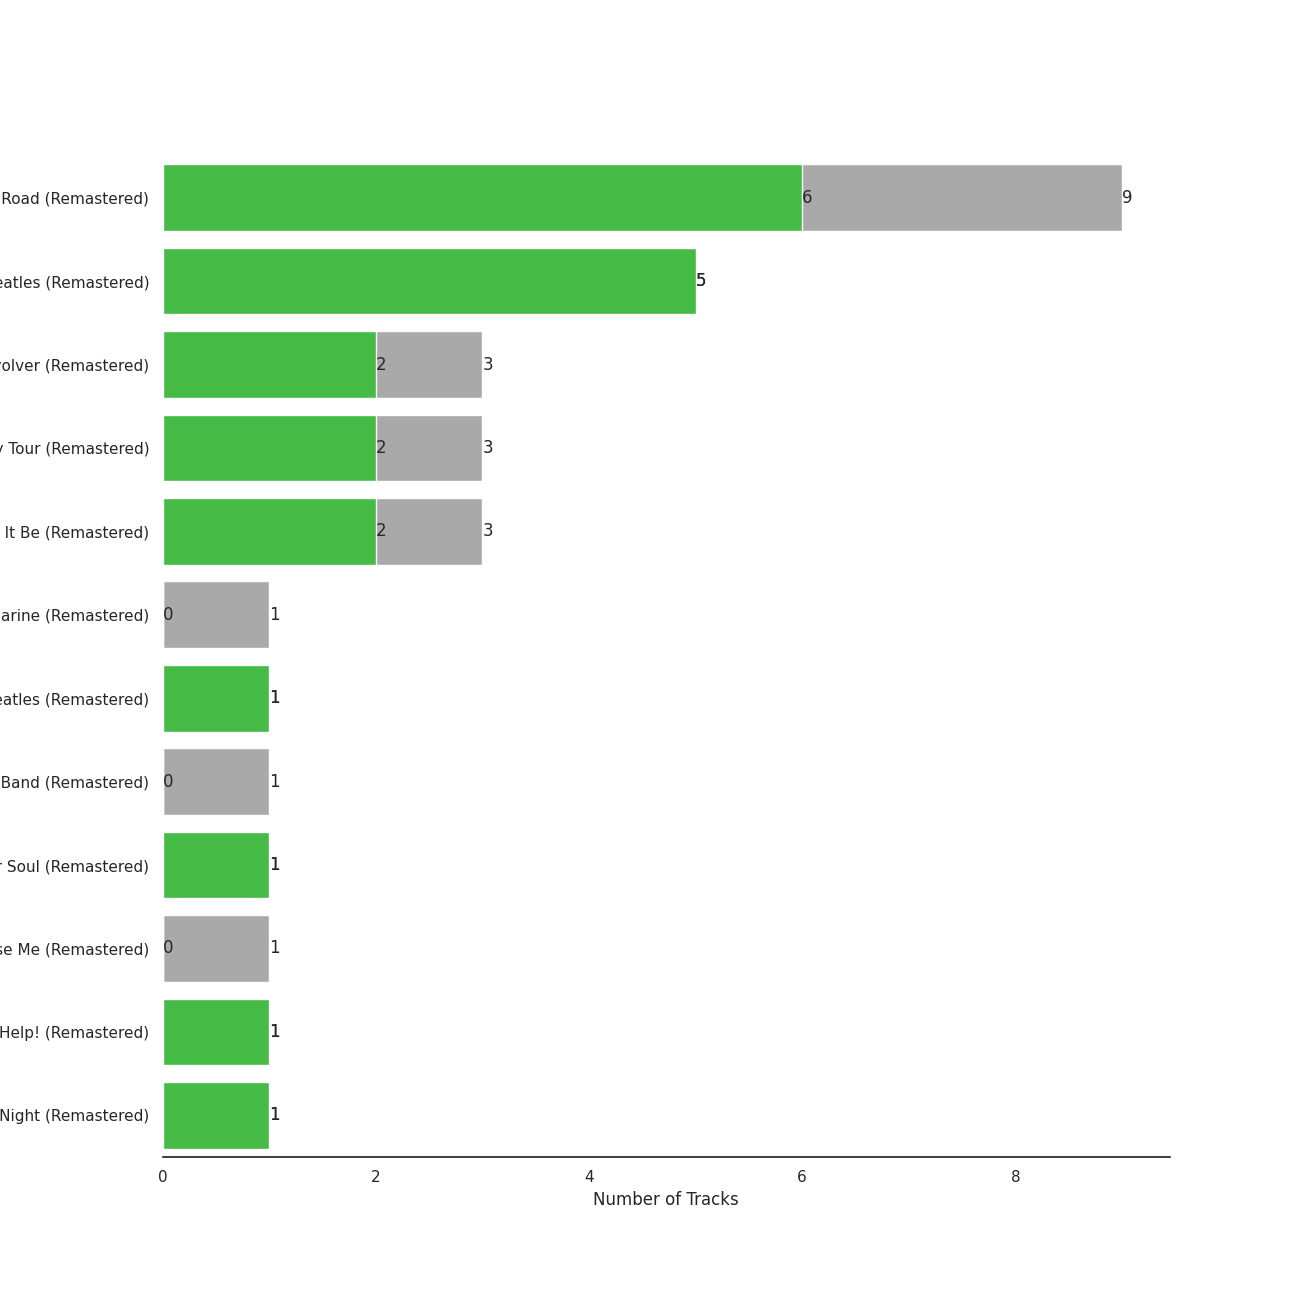 Road (Remastered) 6 9
eatles (Remastered) 5
volver (Remastered) 2 3
y Tour (Remastered) 2 3
It Be (Remastered) 2 3
arine (Remastered) 0 1
eatles (Remastered) 1
Band (Remastered) 0 1
r Soul (Remastered) 1
se Me (Remastered) 0 1
Help! (Remastered) 1
Night (Remastered) 1
0 2 4 6 8
Number of Tracks